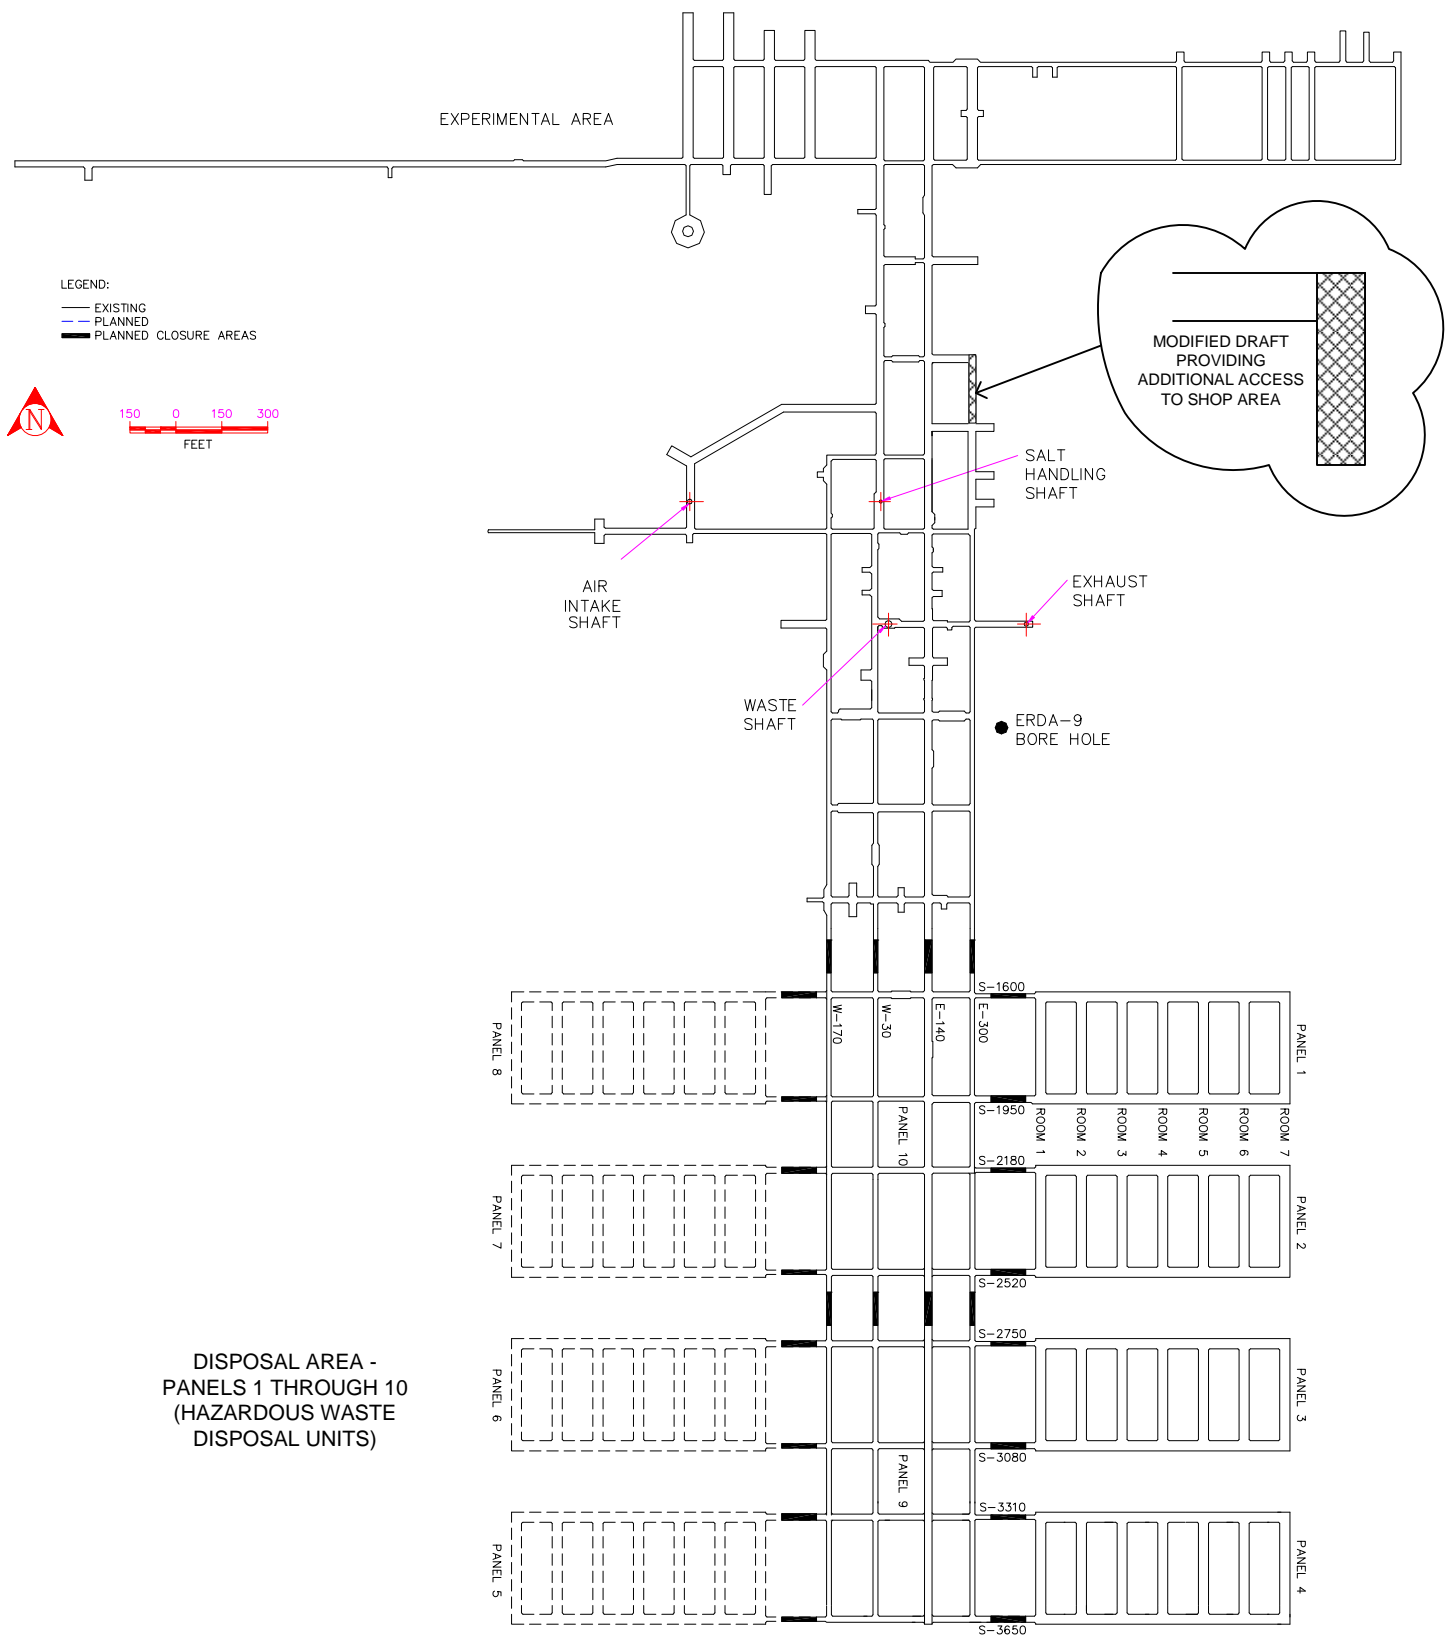 EXPERIMENTAL AREA
LEGEND:
EXISTING
PLANNED
PLANNED CLOSURE AREAS
N
150 0 150 300
FEET
MODIFIED DRAFT
PROVIDING
ADDITIONAL ACCESS
TO SHOP AREA
SALT
HANDLING
SHAFT
AIR
INTAKE
SHAFT
EXHAUST
SHAFT
WASTE
SHAFT
ERDA-9
BORE HOLE
S-1600
W-170
W-30
E-140
E-300
PANEL 8
PANEL 1
S-1950
PANEL 10
ROOM 1
ROOM 2
ROOM 3
ROOM 4
ROOM 5
ROOM 6
ROOM 7
S-2180
PANEL 7
PANEL 2
S-2520
S-2750
DISPOSAL AREA -
PANELS 1 THROUGH 10
(HAZARDOUS WASTE
DISPOSAL UNITS)
PANEL 6
PANEL 3
S-3080
PANEL 9
S-3310
PANEL 5
PANEL 4
S-3650